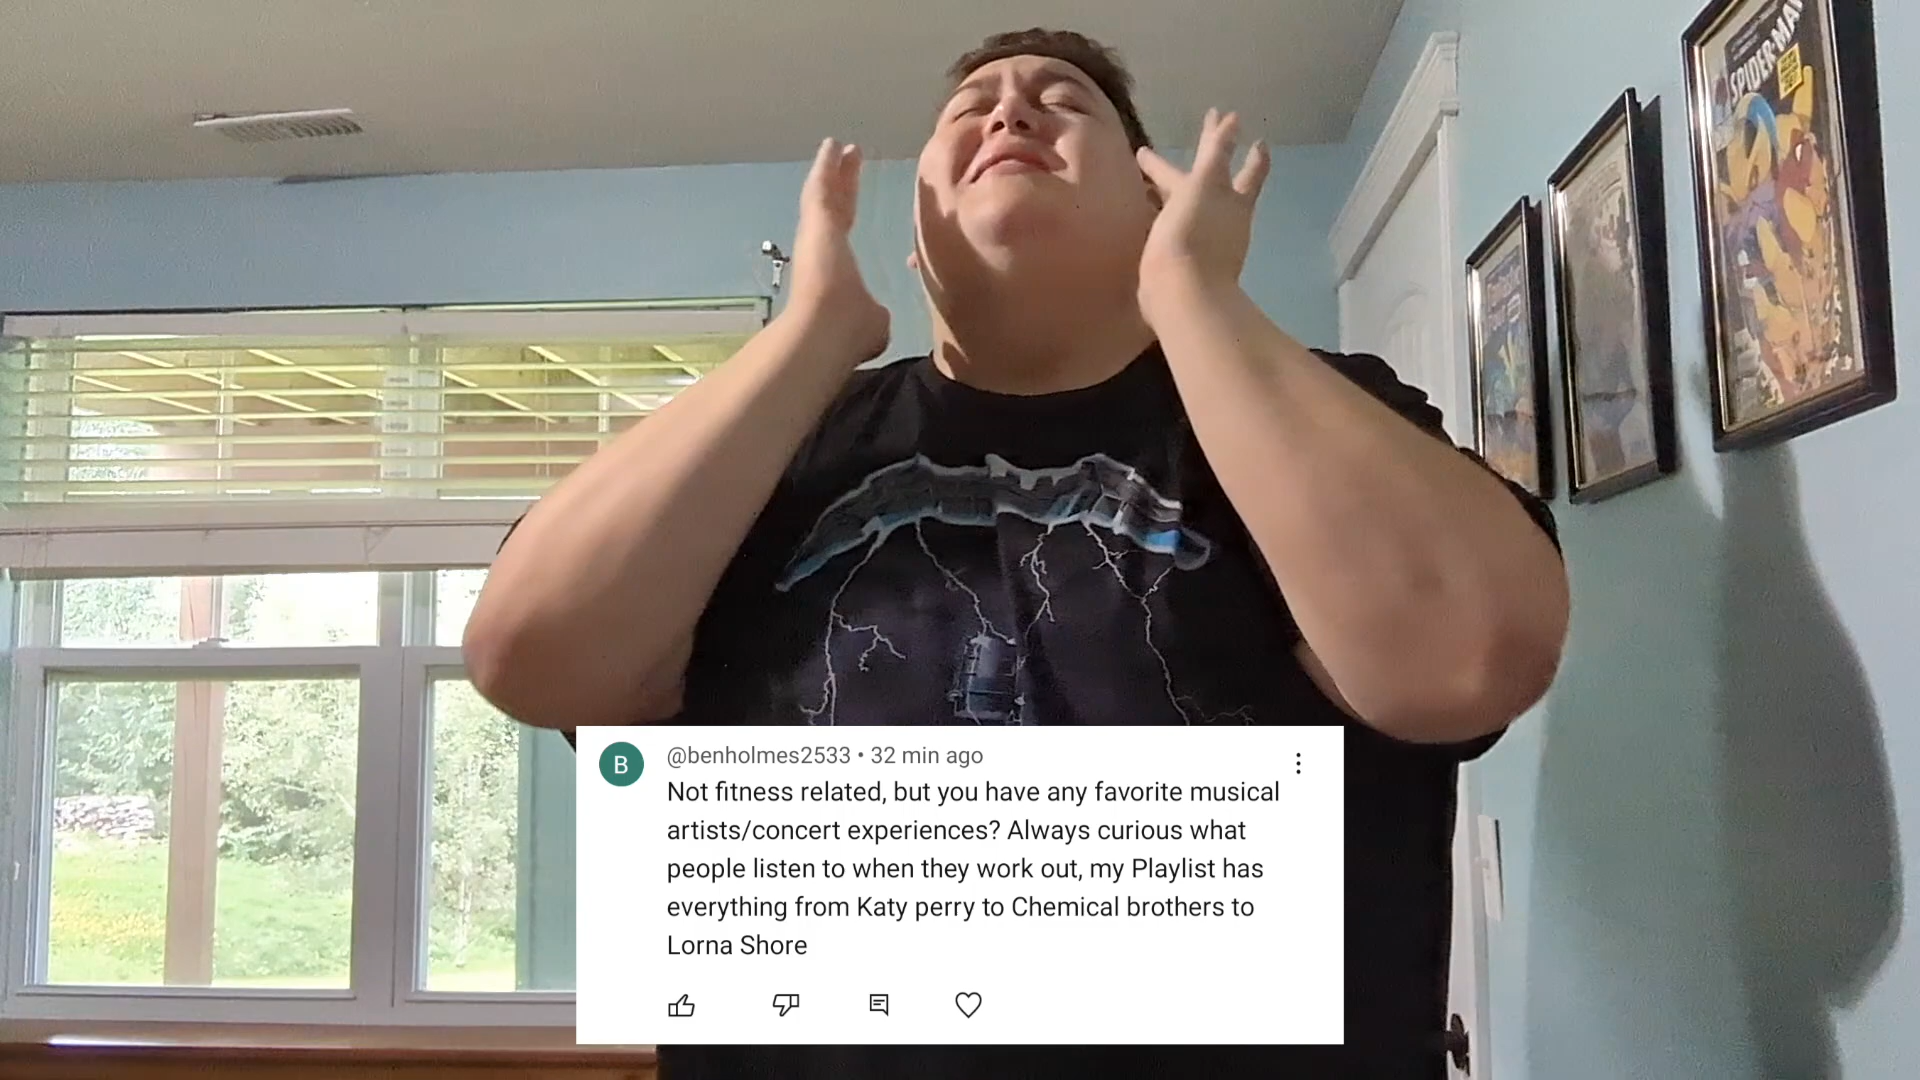 SPIDER-MAN
B
@benholmes2533 • 32 min ago
Not fitness related, but you have any favorite musical
artists/concert experiences? Always curious what
people listen to when they work out, my Playlist has
everything from Katy perry to Chemical brothers to
Lorna Shore